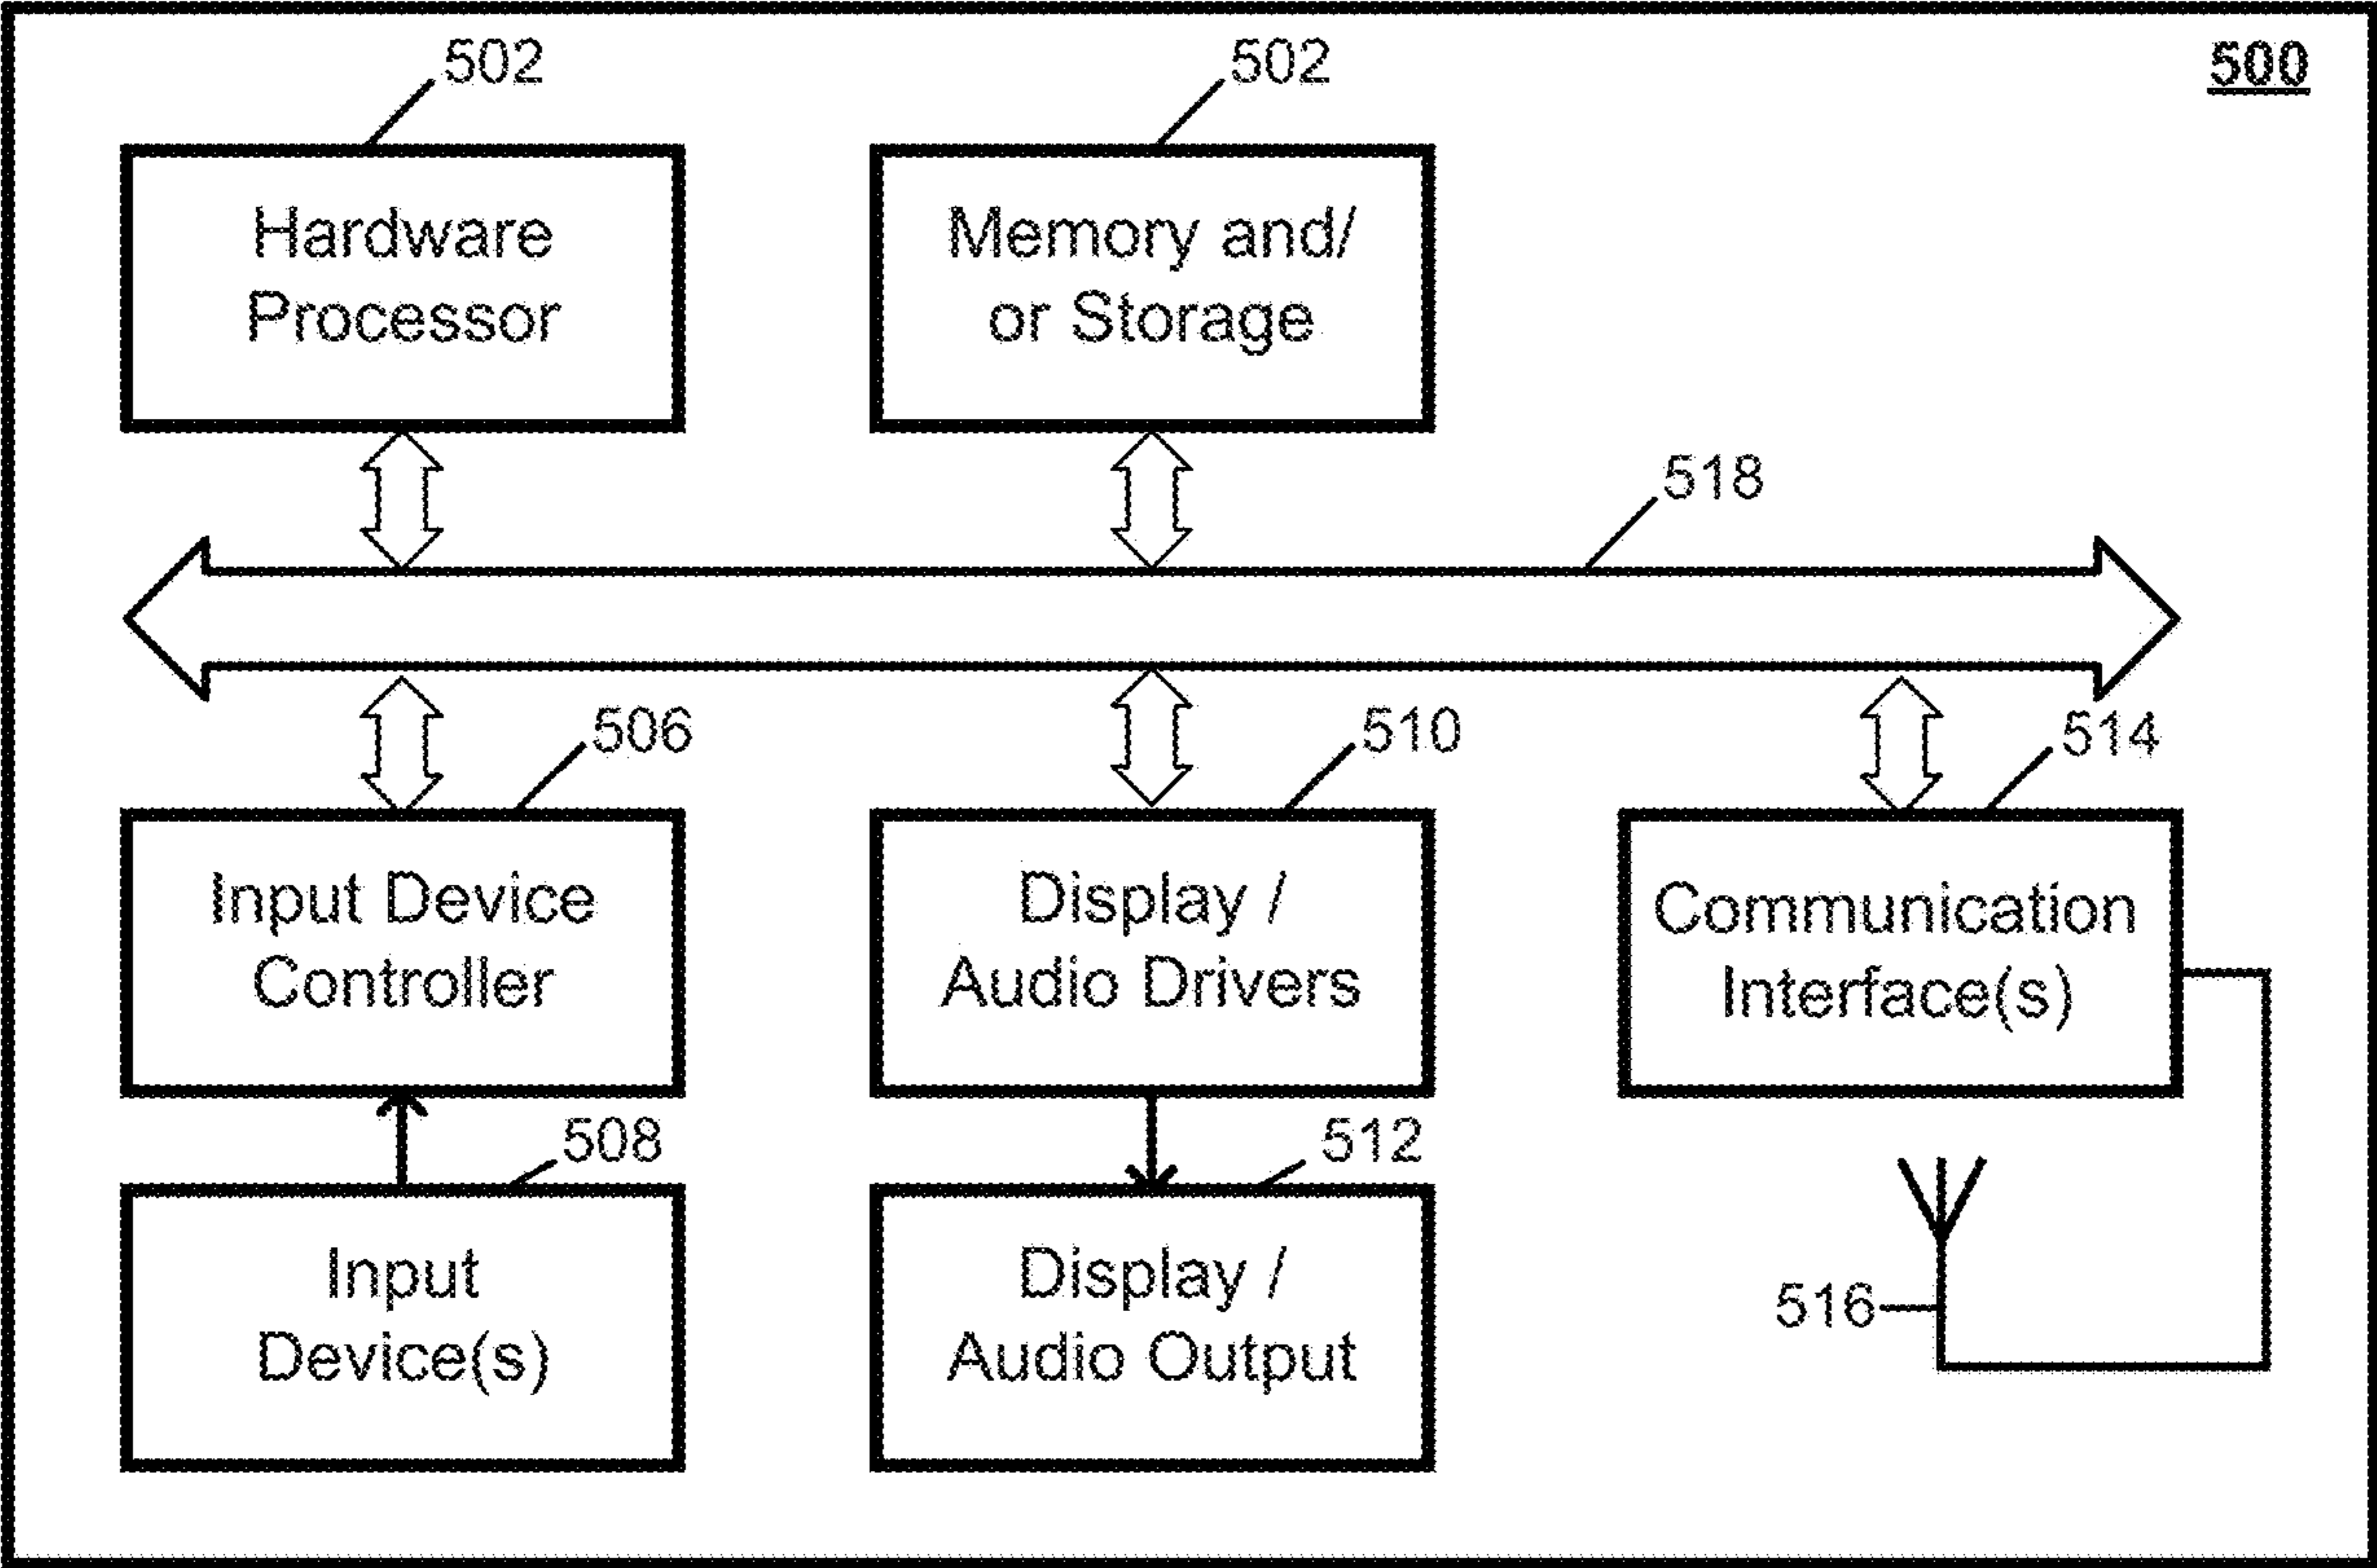 502
502
500
Hardware
Processor
Memory and/
or Storage
518
506
510
514
Input Device
Controller
Display /
Audio Drivers
Communication
Interface(s)
508
512
Input
Device(s)
Display /
Audio Output
516